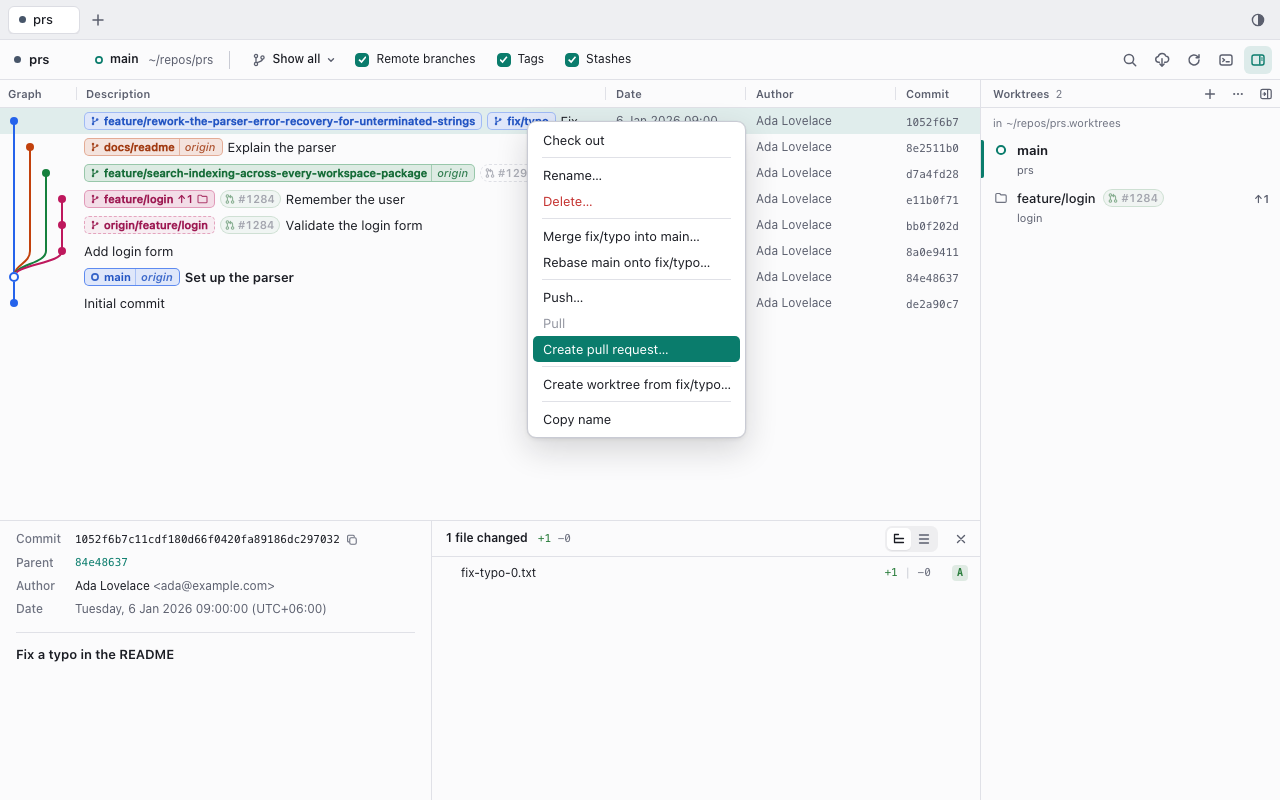 prs
prs main ~/repos/prs Show all Remote branches Tags Stashes
Graph Description Date Author Commit Worktrees 2
feature/rework-the-parser-error-recovery-for-unterminated-strings fix/typo Fix 6 Jan 2026 09:00 Ada Lovelace 1052f6b7
docs/readme origin Explain the parser Ada Lovelace 8e2511b0
feature/search-indexing-across-every-workspace-package origin #129 Ada Lovelace d7a4fd28
feature/login ↑1 #1284 Remember the user Ada Lovelace e11b0f71
origin/feature/login #1284 Validate the login form Ada Lovelace bb0f202d
Add login form Ada Lovelace 8a0e9411
main origin Set up the parser Ada Lovelace 84e48637
Initial commit Ada Lovelace de2a90c7
Check out
Rename...
Delete...
Merge fix/typo into main...
Rebase main onto fix/typo...
Push...
Pull
Create pull request...
Create worktree from fix/typo...
Copy name
in ~/repos/prs.worktrees
main
prs
feature/login #1284 ↑1
login
Commit 1052f6b7c11cdf180d66f0420fa89186dc297032
Parent 84e48637
Author Ada Lovelace <ada@example.com>
Date Tuesday, 6 Jan 2026 09:00:00 (UTC+06:00)
Fix a typo in the README
1 file changed +1 −0
fix-typo-0.txt +1 | −0 A